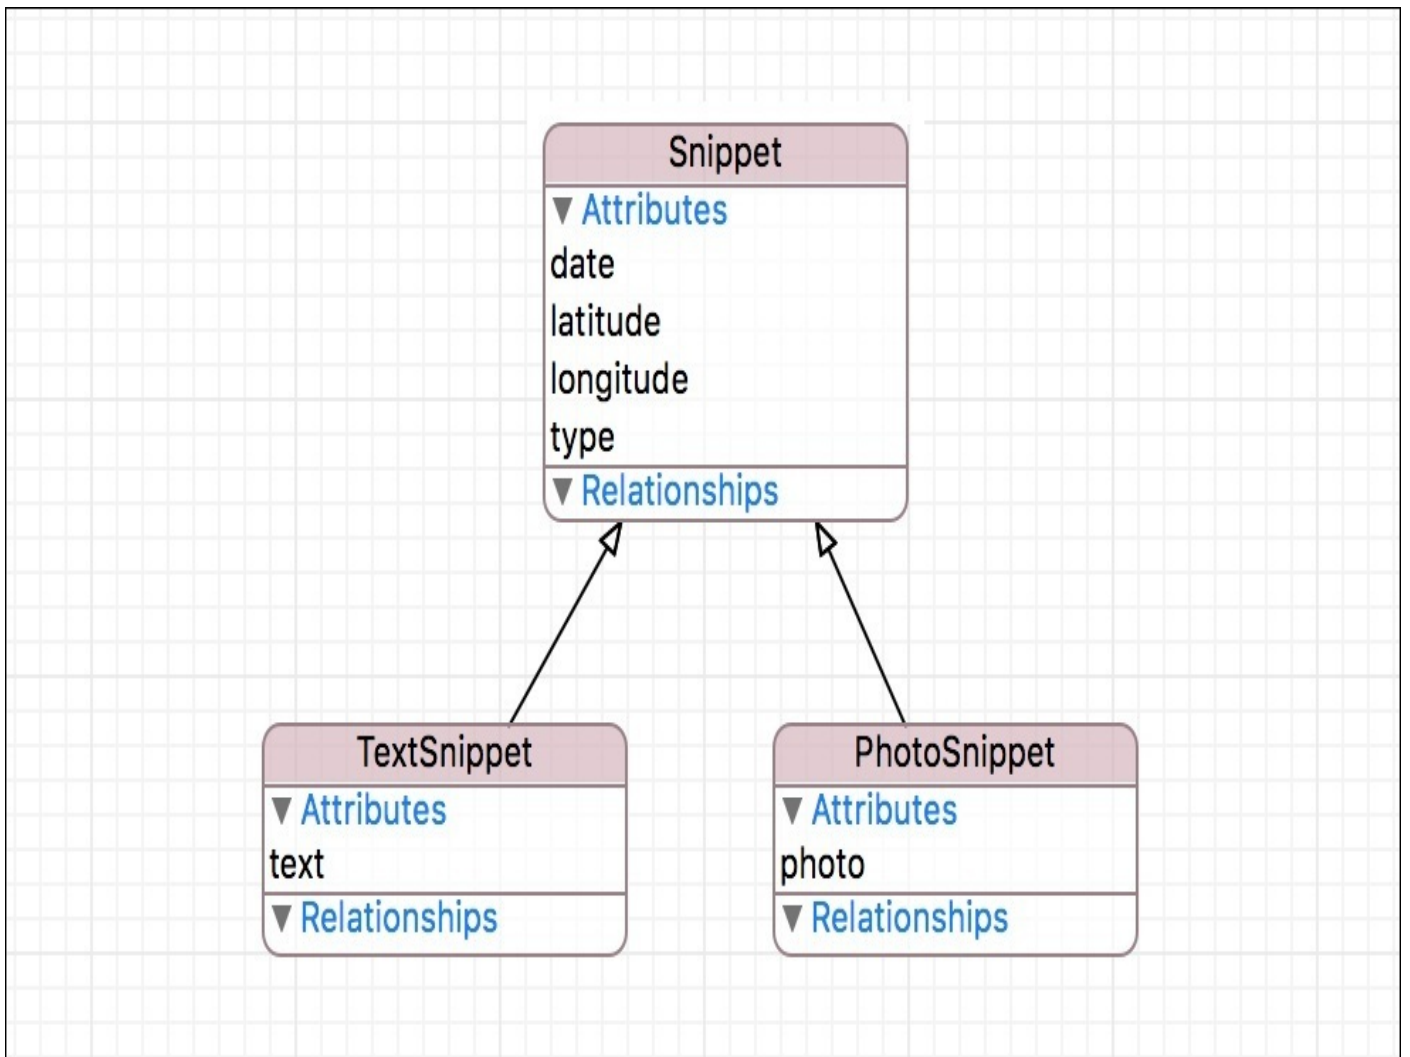 Snippet
Attributes
date
latitude
longitude
type
Relationships
TextSnippet
Attributes
text
Relationships
PhotoSnippet
Attributes
photo
Relationships